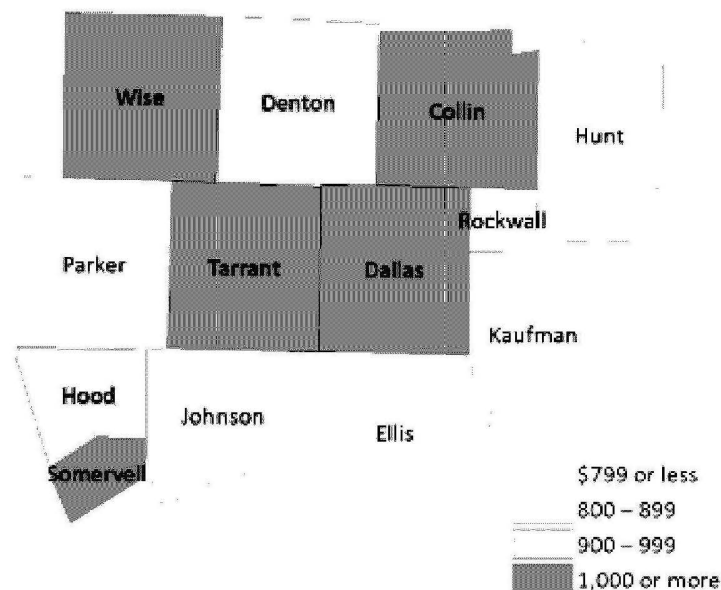 Wise
Denton
Collin
Hunt
Rockwall
Parker
Tarrant
Dallas
Kaufman
Hood
Johnson
Ellis
Somervell
$799 or less
800 – 899
900 – 999
1,000 or more